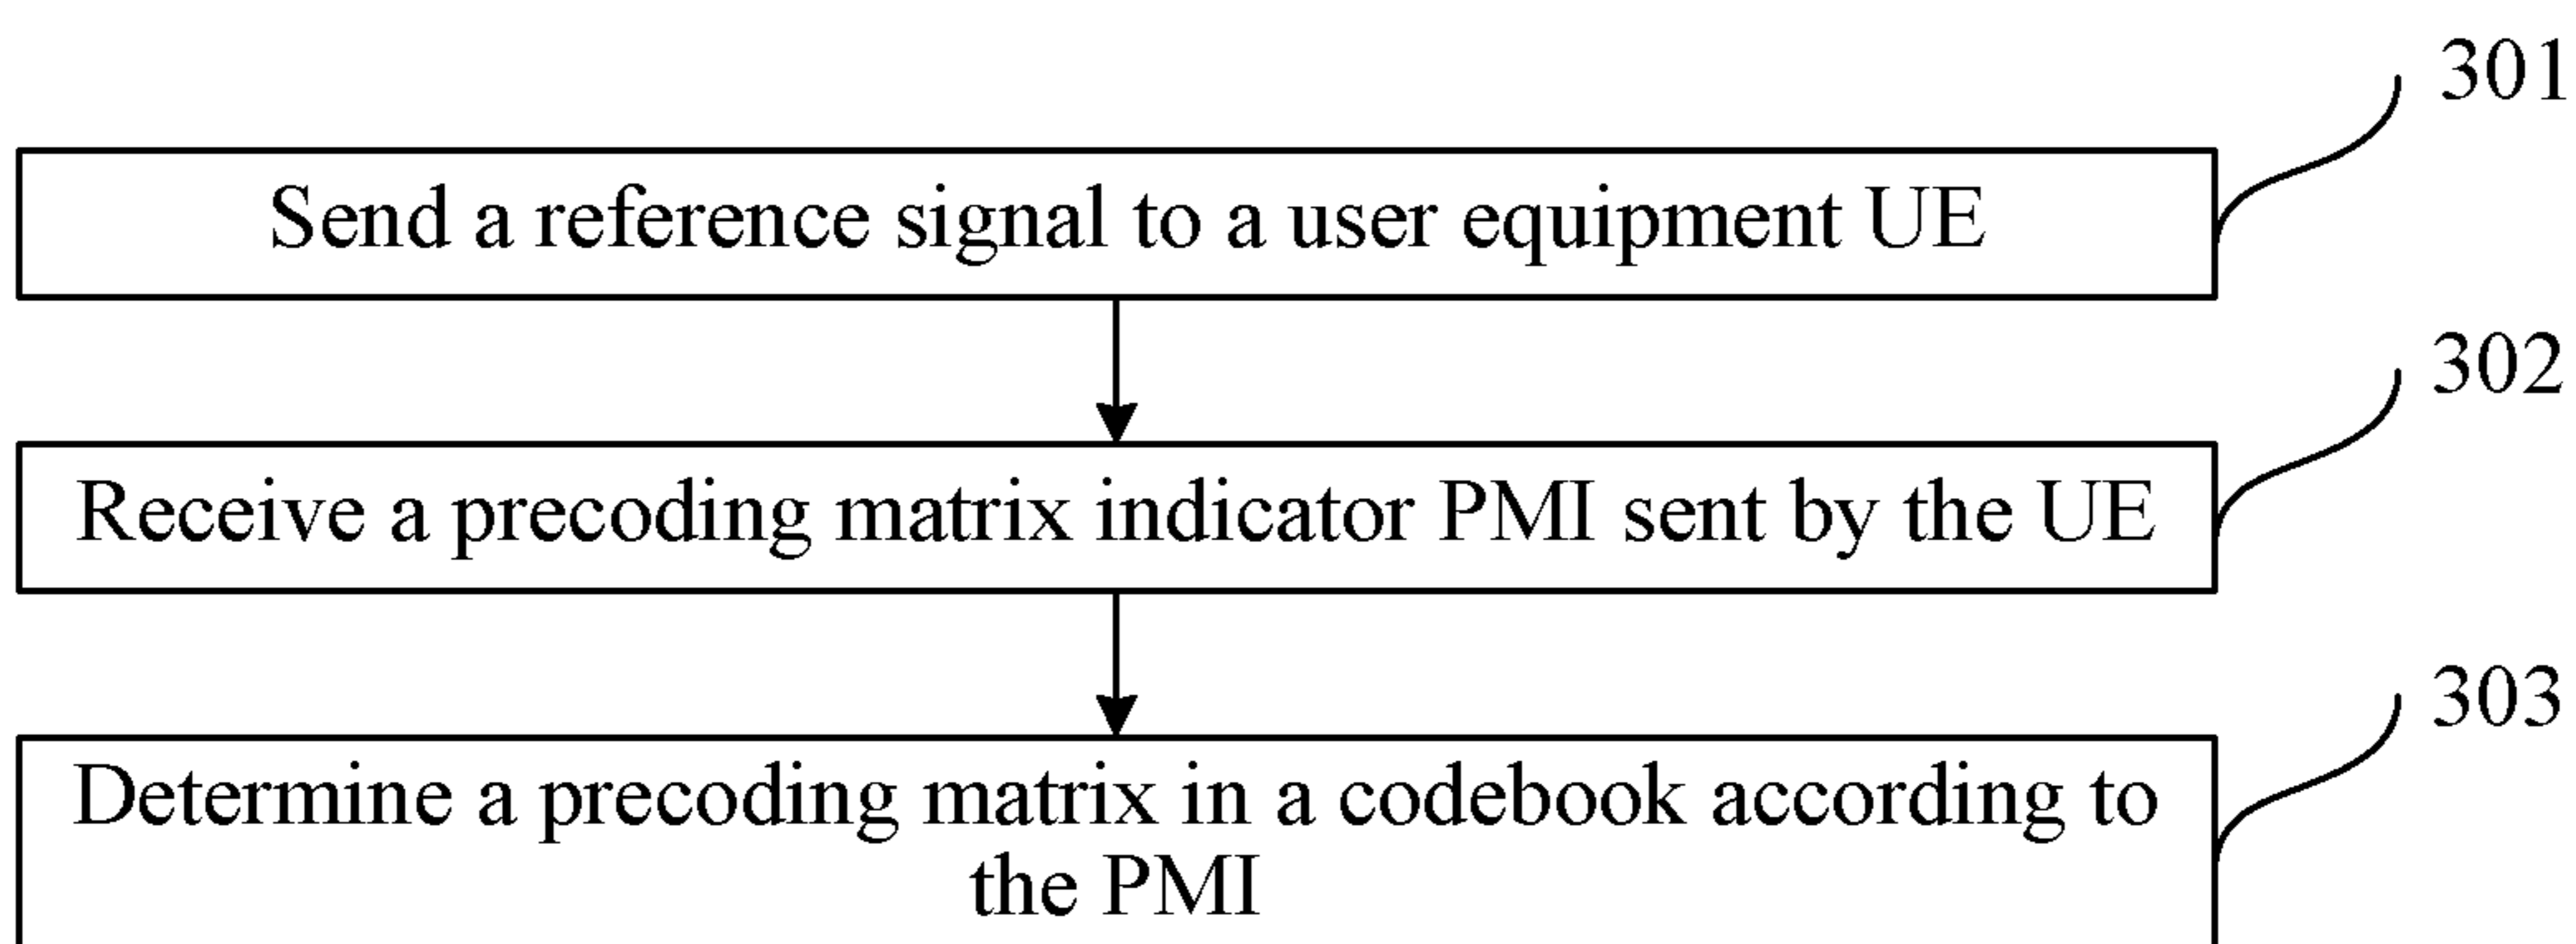 301
Send a reference signal to a user equipment UE
302
Receive a precoding matrix indicator PMI sent by the UE
303
Determine a precoding matrix in a codebook according to
the PMI